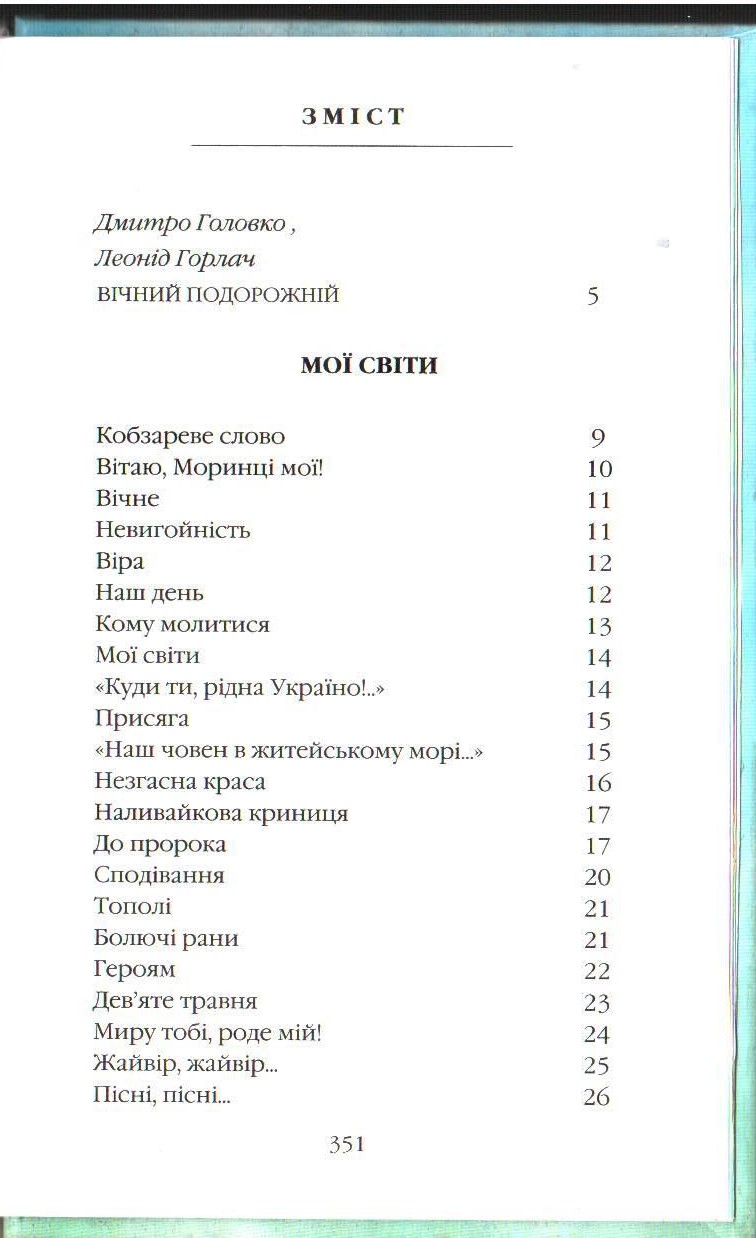 ЗМІСТ
Дмитро Головко,
Леонід Горлач
ВІЧНИЙ ПОДОРОЖНІЙ 5
МОЇ СВІТИ
Кобзареве слово 9
Вітаю, Моринці мої! 10
Вічне 11
Невигойність 11
Віра 12
Наш день 12
Кому молитися 13
Мої світи 14
«Куди ти, рідна Україно!..» 14
Присяга 15
«Наш човен в житейському морі...» 15
Незгасна краса 16
Наливайкова криниця 17
До пророка 17
Сподівання 20
Тополі 21
Болючі рани 21
Героям 22
Дев’яте травня 23
Миру тобі, роде мій! 24
Жайвір, жайвір... 25
Пісні, пісні... 26
351